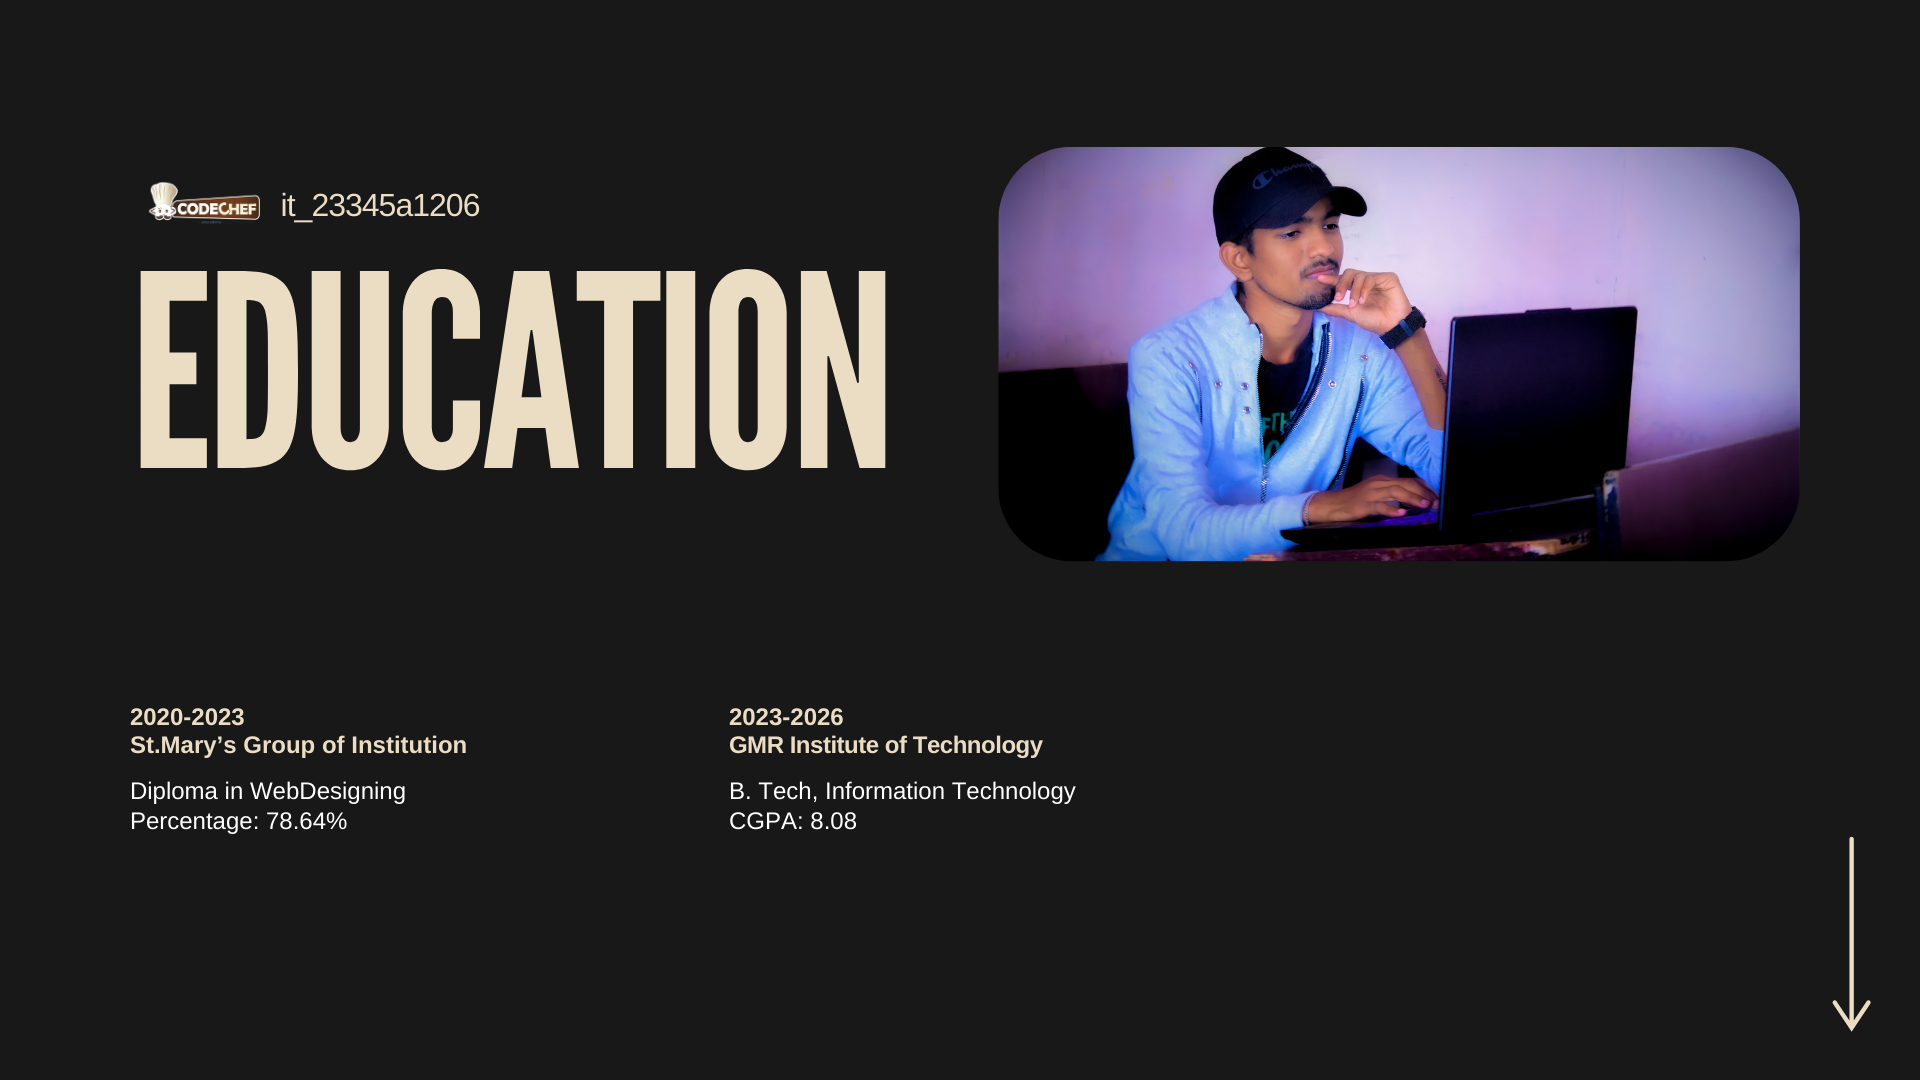 CODECHEF it_23345a1206
EDUCATION
Champion
2020-2023
St.Mary’s Group of Institution
Diploma in WebDesigning
Percentage: 78.64%
2023-2026
GMR Institute of Technology
B. Tech, Information Technology
CGPA: 8.08